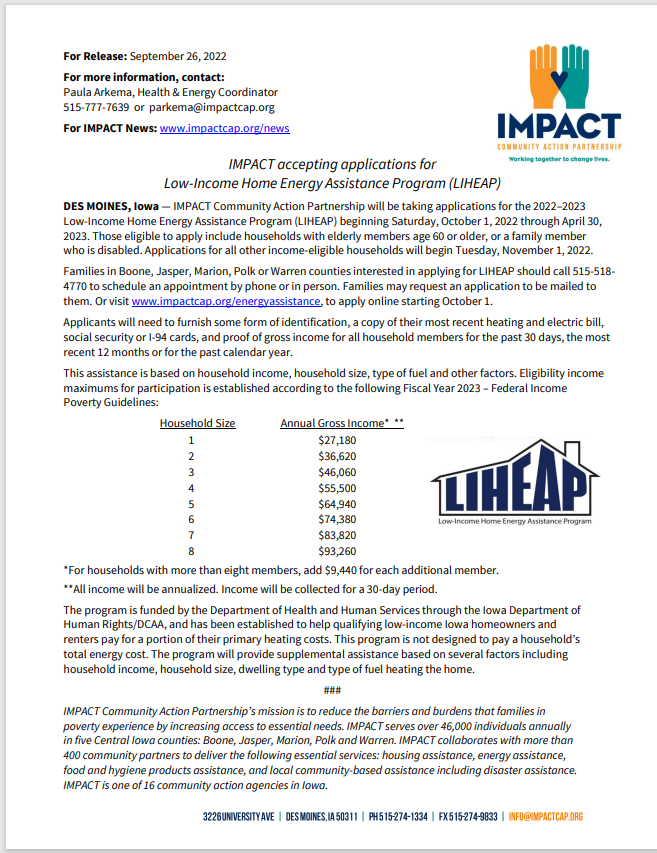 For Release: September 26, 2022
For more information, contact:
Paula Arkema, Health & Energy Coordinator
515-777-7639 or parkema@impactcap.org
For IMPACT News: www.impactcap.org/news
IMPACT
COMMUNITY ACTION PARTNERSHIP
Working together to change lives.
IMPACT accepting applications for
Low-Income Home Energy Assistance Program (LIHEAP)
DES MOINES, Iowa — IMPACT Community Action Partnership will be taking applications for the 2022–2023
Low-Income Home Energy Assistance Program (LIHEAP) beginning Saturday, October 1, 2022 through April 30,
2023. Those eligible to apply include households with elderly members age 60 or older, or a family member
who is disabled. Applications for all other income-eligible households will begin Tuesday, November 1, 2022.
Families in Boone, Jasper, Marion, Polk or Warren counties interested in applying for LIHEAP should call 515-518-
4770 to schedule an appointment by phone or in person. Families may request an application to be mailed to
them. Or visit www.impactcap.org/energyassistance, to apply online starting October 1.
Applicants will need to furnish some form of identification, a copy of their most recent heating and electric bill,
social security or I-94 cards, and proof of gross income for all household members for the past 30 days, the most
recent 12 months or for the past calendar year.
This assistance is based on household income, household size, type of fuel and other factors. Eligibility income
maximums for participation is established according to the following Fiscal Year 2023 – Federal Income
Poverty Guidelines:
Household Size Annual Gross Income* **
1 $27,180
2 $36,620
3 $46,060
4 $55,500
5 $64,940
6 $74,380
7 $83,820
8 $93,260
LIHEAP
Low-Income Home Energy Assistance Program
*For households with more than eight members, add $9,440 for each additional member.
**All income will be annualized. Income will be collected for a 30-day period.
The program is funded by the Department of Health and Human Services through the Iowa Department of
Human Rights/DCAA, and has been established to help qualifying low-income Iowa homeowners and
renters pay for a portion of their primary heating costs. This program is not designed to pay a household's
total energy cost. The program will provide supplemental assistance based on several factors including
household income, household size, dwelling type and type of fuel heating the home.
###
IMPACT Community Action Partnership's mission is to reduce the barriers and burdens that families in
poverty experience by increasing access to essential needs. IMPACT serves over 46,000 individuals annually
in five Central Iowa counties: Boone, Jasper, Marion, Polk and Warren. IMPACT collaborates with more than
400 community partners to deliver the following essential services: housing assistance, energy assistance,
food and hygiene products assistance, and local community-based assistance including disaster assistance.
IMPACT is one of 16 community action agencies in Iowa.
3226 UNIVERSITY AVE | DES MOINES, IA 50311 | PH 515-274-1334 | FX 515-274-9833 | INFO@IMPACTCAP.ORG